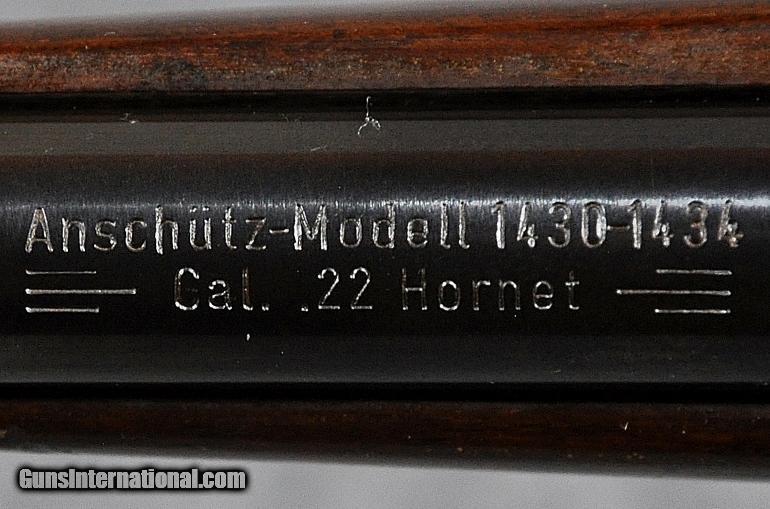 Anschütz-Modell 1430-1434
Cal. .22 Hornet
GunsInternational.com